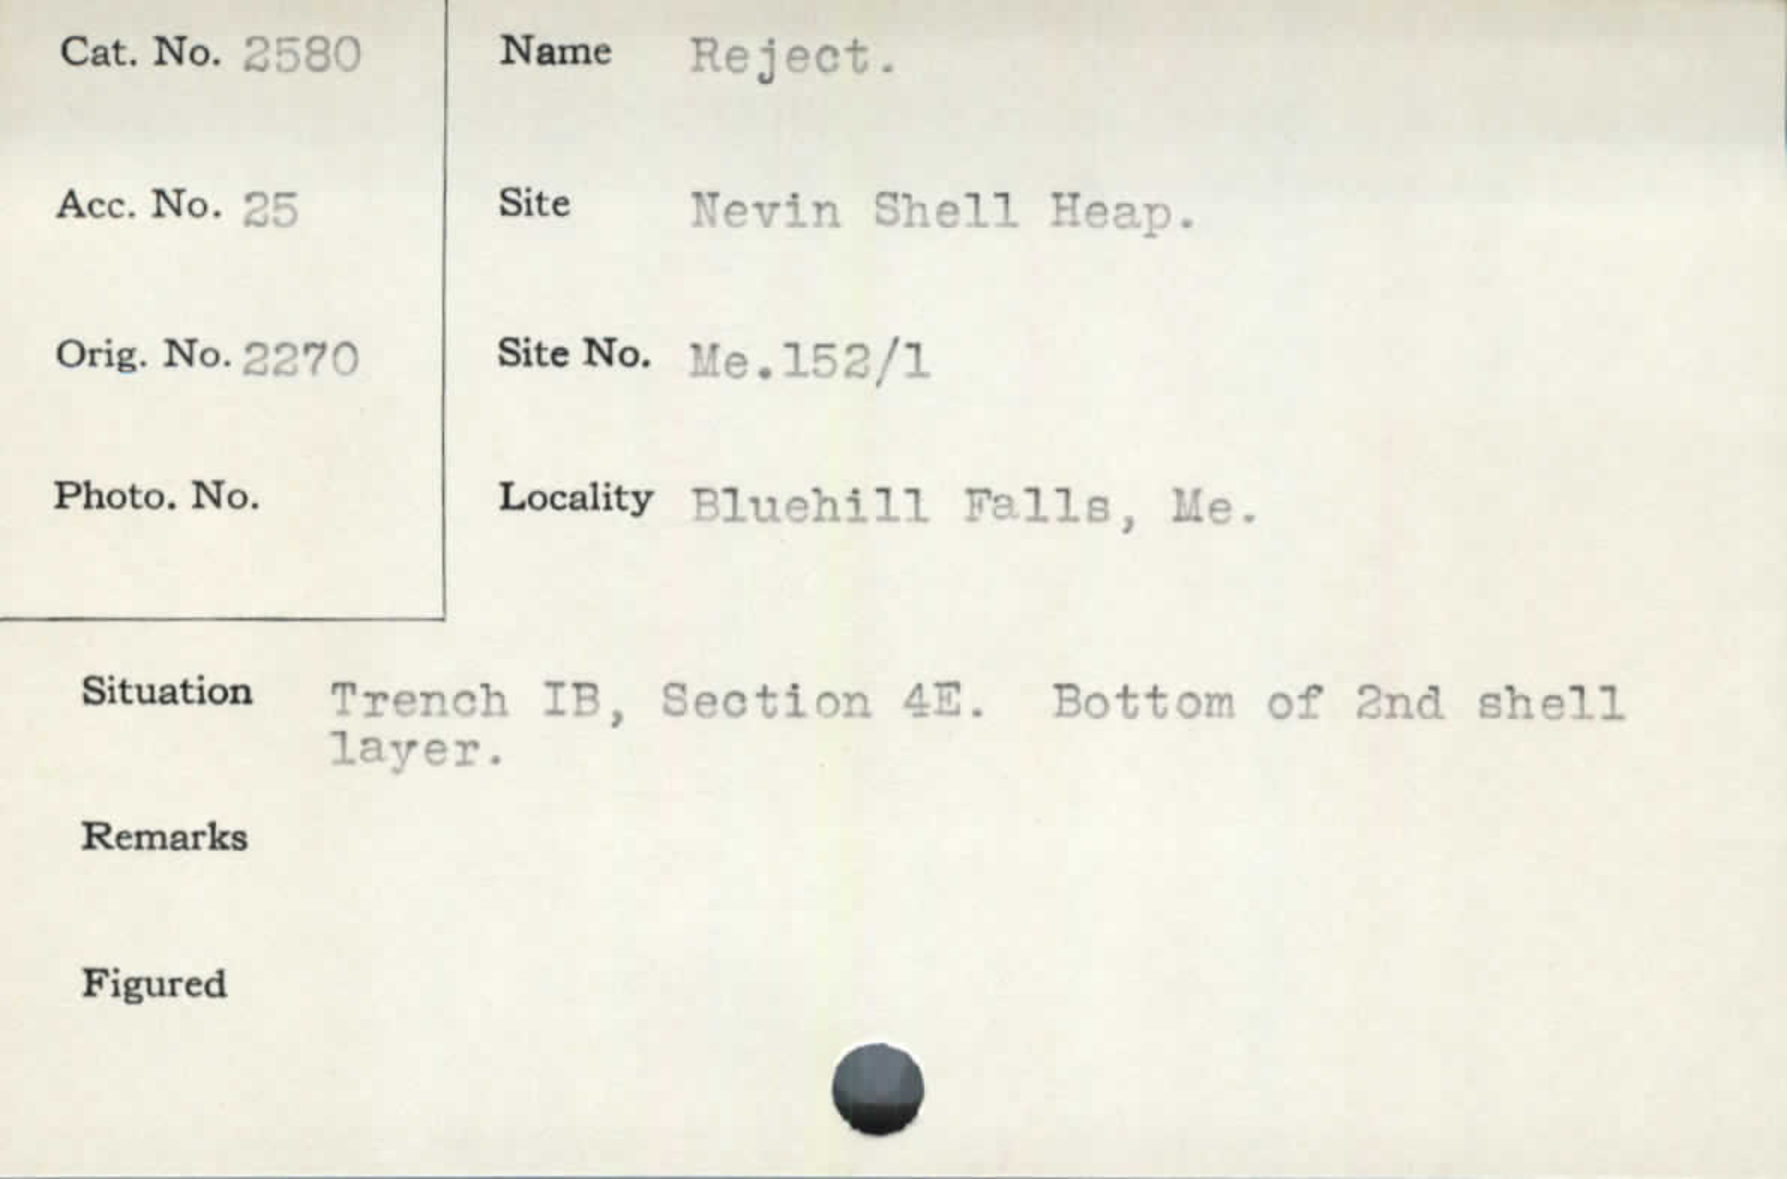 Cat. No. 2580
Name Reject.
Acc. No. 25
Site Nevin Shell Heap.
Orig. No. 2270
Site No. Me.152/1
Photo. No.
Locality Bluehill Falls, Me.
Situation Trench IB, Section 4E. Bottom of 2nd shell
layer.
Remarks
Figured